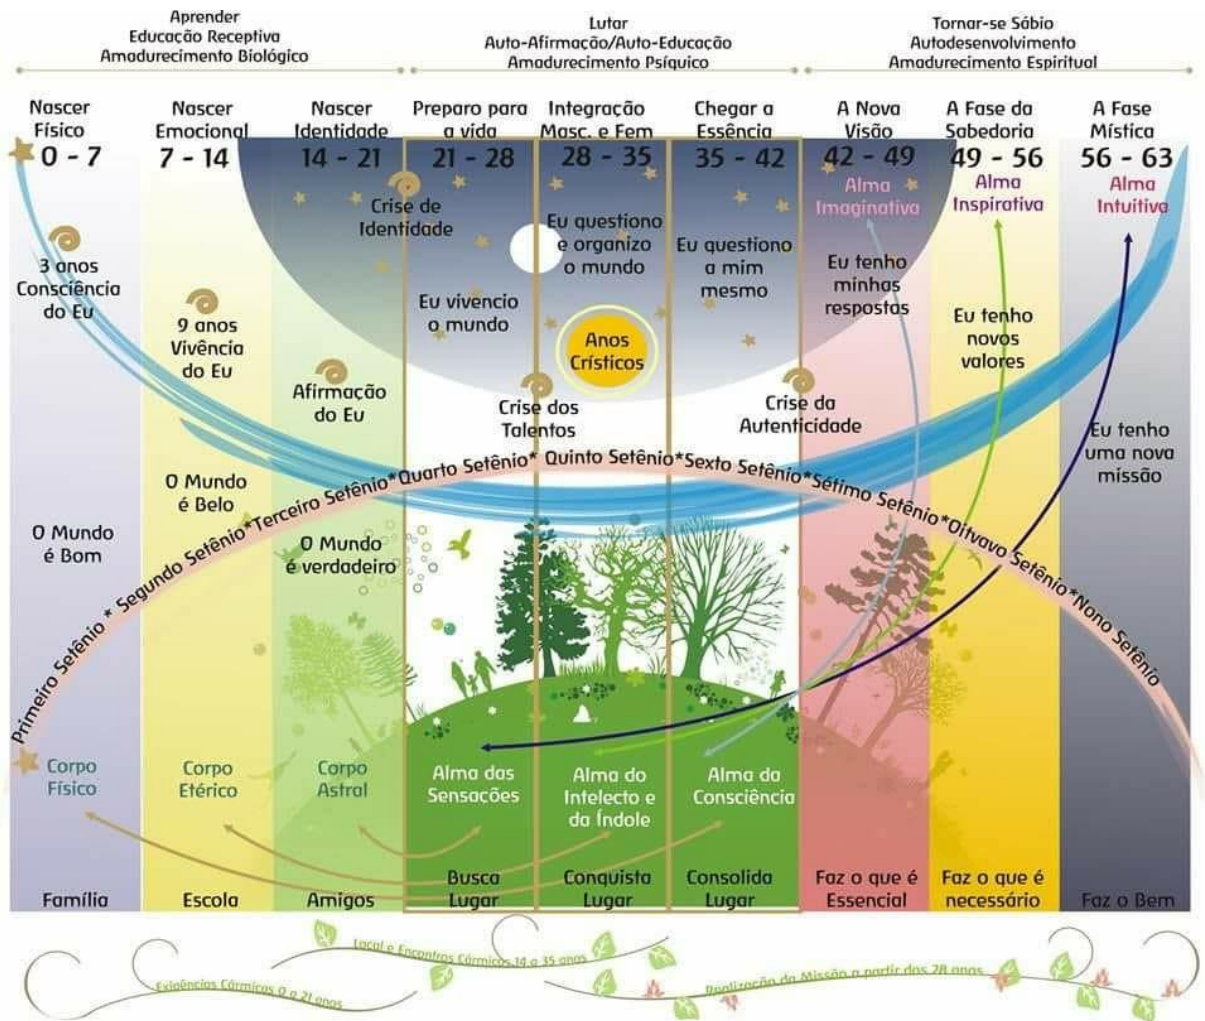 Aprender
Educação Receptiva
Amadurecimento Biológico
Lutar
Auto-Afirmação/Auto-Educação
Amadurecimento Psíquico
Tornar-se Sábio
Autodesenvolvimento
Amadurecimento Espiritual
Nascer
Físico
0 - 7
Nascer
Emocional
7 - 14
Nascer
Identidade
14 - 21
Preparo para
a vida
21 - 28
Integração
Masc. e Fem
28 - 35
Chegar a
Essência
35 - 42
A Nova
Visão
42 - 49
A Fase da
Sabedoria
49 - 56
A Fase
Mística
56 - 63
Alma
Imaginativa
Alma
Inspirativa
Alma
Intuitiva
Crise de
Identidade
Eu questiono
e organizo
o mundo
Eu questiono
a mim
mesmo
3 anos
Consciência
do Eu
Eu tenho
minhas
respostas
9 anos
Vivência
do Eu
Eu vivencio
o mundo
Anos
Crísticos
Eu tenho
novos
valores
Afirmação
do Eu
Crise dos
Talentos
Crise da
Autenticidade
Eu tenho
uma nova
missão
Primeiro Setênio * Segundo Setênio*Terceiro Setênio*Quarto Setênio* Quinto Setênio*Sexto Setênio*Sétimo Setênio*Oitvavo Setênio*Nono Setênio
O Mundo
é Bom
O Mundo
é Belo
O Mundo
é verdadeiro
Corpo
Físico
Corpo
Etérico
Corpo
Astral
Alma das
Sensações
Alma do
Intelecto e
da Índole
Alma da
Consciência
Família
Escola
Amigos
Busca
Lugar
Conquista
Lugar
Consolida
Lugar
Faz o que é
Essencial
Faz o que é
necessário
Faz o Bem
Local e Encontros Cármicos 14 a 35 anos
Exigências Cármicas 0 a 21 anos
Realização da Missão a partir dos 28 anos